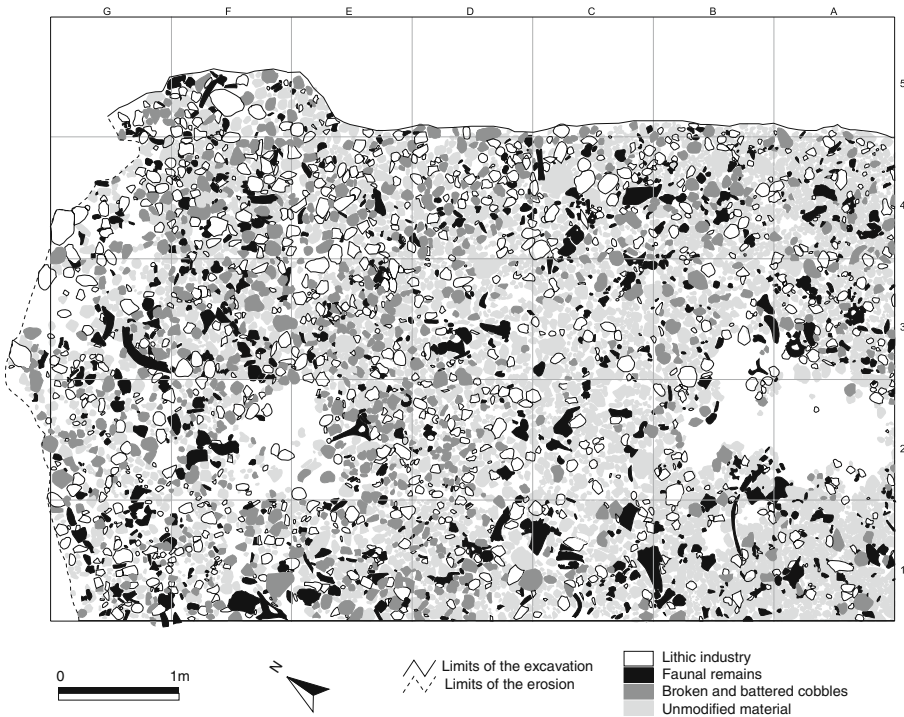 G F E D C B A
5
4
3
2
1
0 1m
N
Limits of the excavation
Limits of the erosion
Lithic industry
Faunal remains
Broken and battered cobbles
Unmodified material